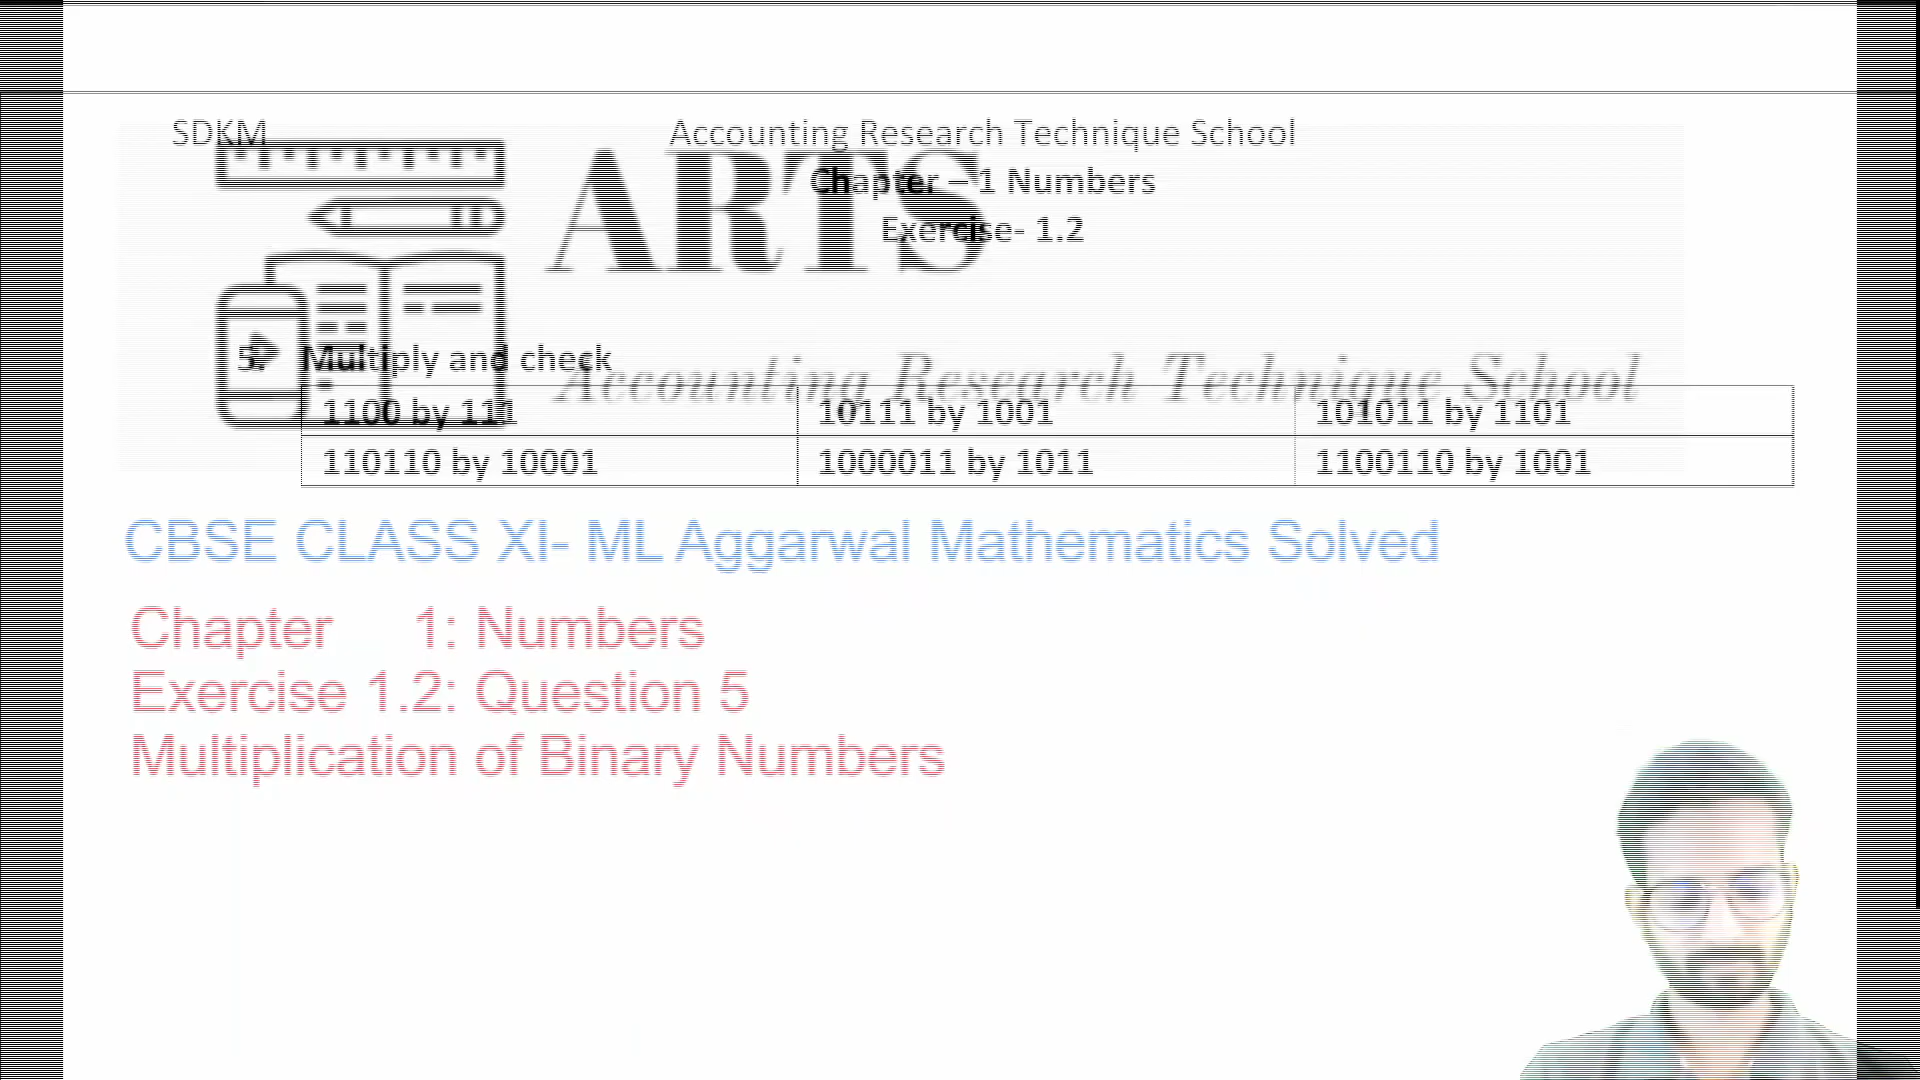 SDKM Accounting Research Technique School
ARTS
Chapter – 1 Numbers
Exercise- 1.2
5. Multiply and check
Accounting Research Technique School
1100 by 111 10111 by 1001 101011 by 1101
110110 by 10001 1000011 by 1011 1100110 by 1001
CBSE CLASS XI- ML Aggarwal Mathematics Solved
Chapter 1: Numbers
Exercise 1.2: Question 5
Multiplication of Binary Numbers